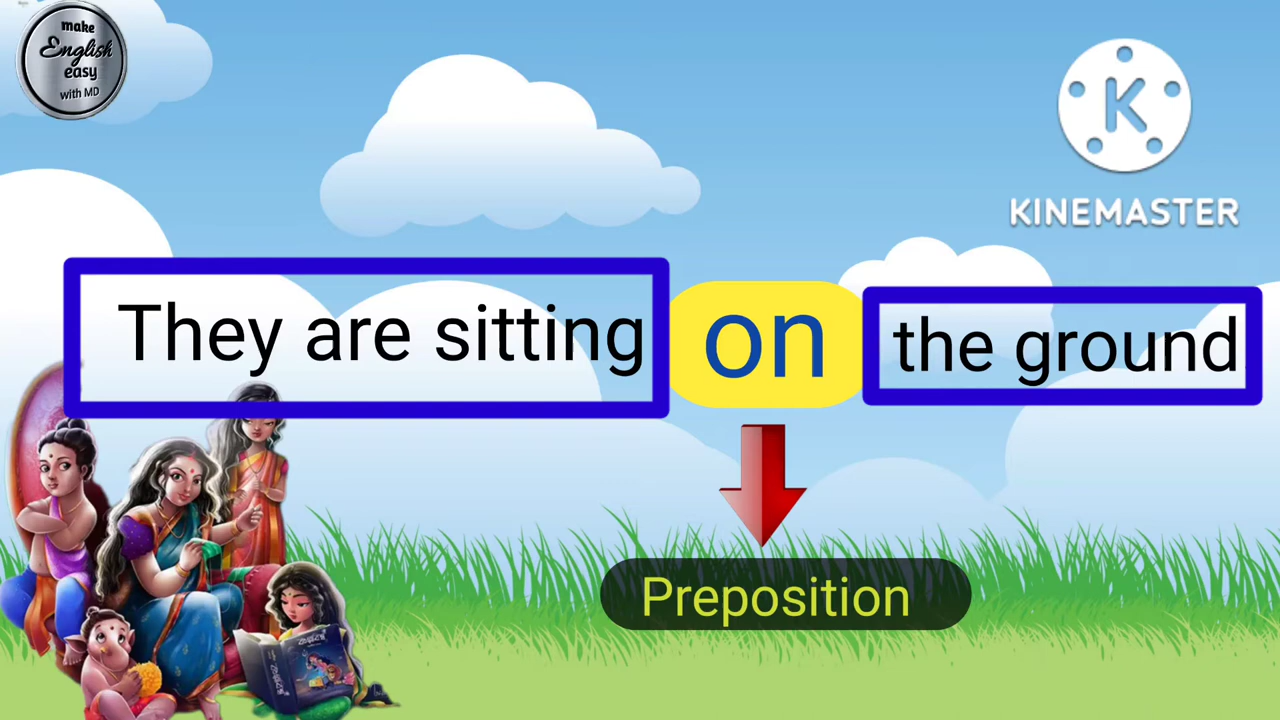 make
English
easy
with MD
K
KINEMASTER
They are sitting on the ground
Preposition